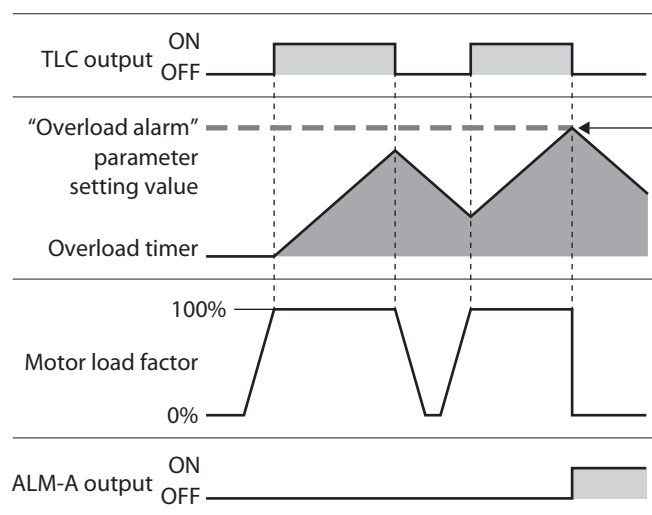 TLC output
ON
OFF
“Overload alarm”
parameter
setting value
Overload timer
100%
Motor load factor
0%
ALM-A output
ON
OFF